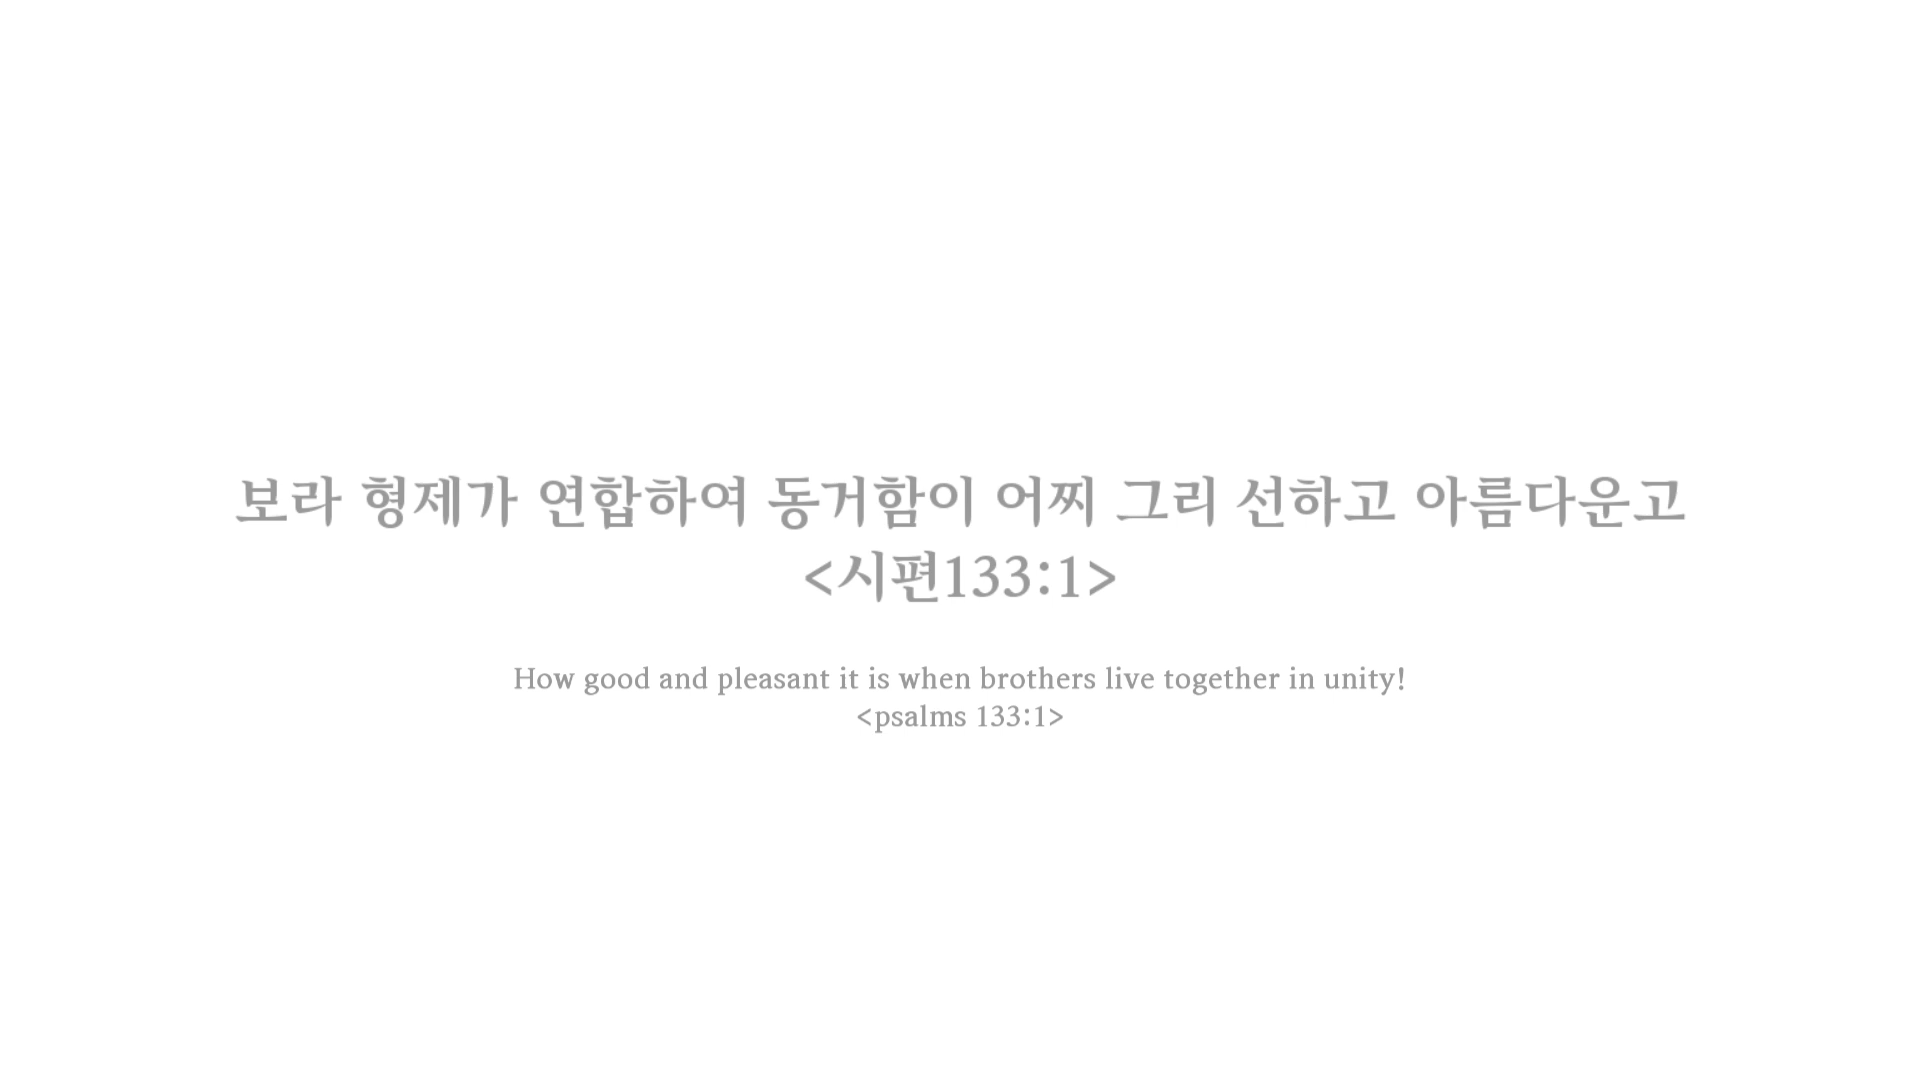 보라 형제가 연합하여 동거함이 어찌 그리 선하고 아름다운고
<시편133:1>
How good and pleasant it is when brothers live together in unity!
<psalms 133:1>